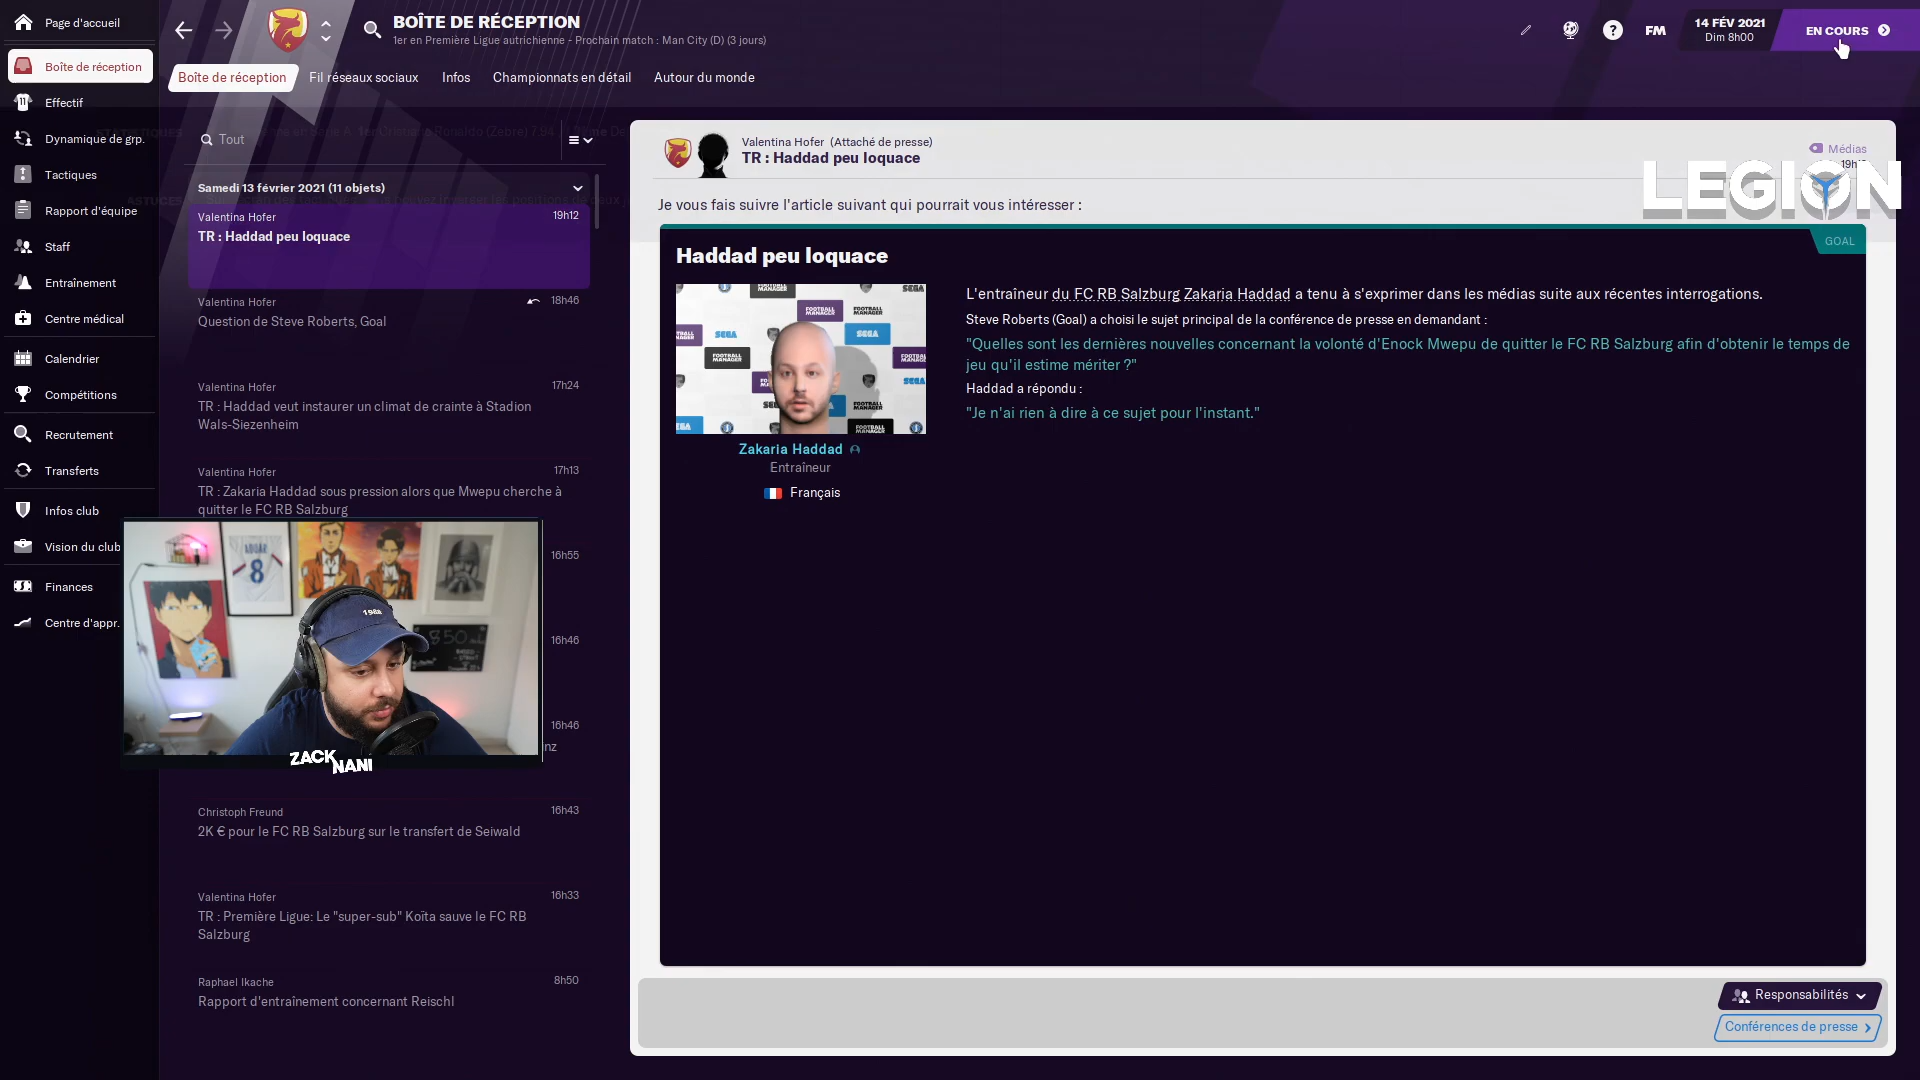 Page d'accueil
BOÎTE DE RÉCEPTION
1er en Première Ligue autrichienne - Prochain match : Man City (D) (3 jours)
FM
14 FÉV 2021
Dim 8h00
EN COURS
Boîte de réception
Boîte de réception
Fil réseaux sociaux
Infos
Championnats en détail
Autour du monde
Effectif
Dynamique de grp.
Tactiques
Rapport d'équipe
Staff
Entraînement
Centre médical
Calendrier
Compétitions
Recrutement
Transferts
Infos club
Vision du club
Finances
Centre d'appr.
Tout
Samedi 13 février 2021 (11 objets)
Valentina Hofer
19h12
TR : Haddad peu loquace
Valentina Hofer
18h46
Question de Steve Roberts, Goal
Valentina Hofer
17h24
TR : Haddad veut instaurer un climat de crainte à Stadion
Wals-Siezenheim
Valentina Hofer
17h13
TR : Zakaria Haddad sous pression alors que Mwepu cherche à
quitter le FC RB Salzburg
16h55
16h46
16h46
nz
Christoph Freund
16h43
2K € pour le FC RB Salzburg sur le transfert de Seiwald
Valentina Hofer
16h33
TR : Première Ligue: Le "super-sub" Koïta sauve le FC RB
Salzburg
Raphael Ikache
8h50
Rapport d'entraînement concernant Reischl
Valentina Hofer (Attaché de presse)
TR : Haddad peu loquace
Médias
LEGION
Je vous fais suivre l'article suivant qui pourrait vous intéresser :
GOAL
Haddad peu loquace
FOOTBALL MANAGER
SEGA
Zakaria Haddad
Entraîneur
Français
L'entraîneur du FC RB Salzburg Zakaria Haddad a tenu à s'exprimer dans les médias suite aux récentes interrogations.
Steve Roberts (Goal) a choisi le sujet principal de la conférence de presse en demandant :
"Quelles sont les dernières nouvelles concernant la volonté d'Enock Mwepu de quitter le FC RB Salzburg afin d'obtenir le temps de
jeu qu'il estime mériter ?"
Haddad a répondu :
"Je n'ai rien à dire à ce sujet pour l'instant."
AOUAR
8
1988
850
ZACK
NANI
Responsabilités
Conférences de presse